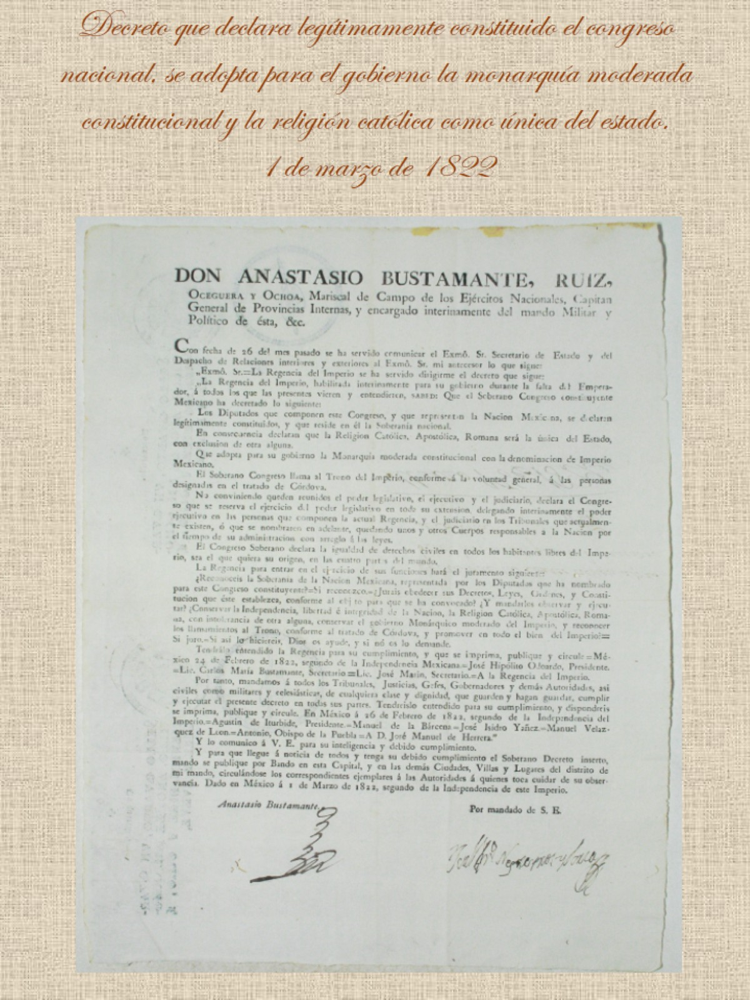 Decreto que declara legítimamente constituido el congreso
nacional, se adopta para el gobierno la monarquía moderada
constitucional y la religión católica como única del estado.
1 de marzo de 1822
DON ANASTASIO BUSTAMANTE, RUIZ,
OCEGUERA Y OCHOA, Mariscal de Campo de los Ejércitos Nacionales, Capitan
General de Provincias Internas, y encargado interinamente del mando Militar y
Político de ésta, &c.
Con fecha de 26 del mes pasado se ha servido comunicar el Exmô. Sr. Secretario de Estado y del
Despacho de Relaciones interiores y exteriores al Exmô. Sr. mi antecesor lo que sigue:
„Exmô. Sr.=La Regencia del Imperio se ha servido dirigirme el decreto que sigue:
„La Regencia del Imperio, habilitada interinamente para su gobierno durante la falta d.l Empera-
dor, á todos los que las presentes vieren y entendieren, SABED: Que el Soberano Congreso constituyente
Mexicano ha decretado lo siguiente:
Los Diputados que componen este Congreso, y que representan la Nacion Mexicana, se declaran
legítimamente constituidos, y que reside en él la Soberanía nacional.
En consecuencia declaran que la Religion Católica, Apostólica, Romana será la única del Estado,
con exclusion de otra alguna.
Que adopta para su gobierno la Monarquía moderada constitucional con la denominacion de Imperio
Mexicano.
El Soberano Congreso llama al Trono del Imperio, conforme á la voluntad general, á las personas
designadas en el tratado de Córdova.
No conviniendo queden reunidos el poder legislativo, el ejecutivo y el judiciario, declara el Congre-
so que se reserva el ejercicio d.l poder legislativo en toda su extension, delegando interinamente el poder
ejecutivo en las personas que componen la actual Regencia, y el judiciario en los Tribunales que actualmen-
te existen, ó que se nombraren en adelante, quedando unos y otros Cuerpos responsables a la Nacion por
el tiempo de su administracion con arreglo á las leyes.
El Congreso Soberano declara la igualdad de derechos civiles en todos los habitantes libres del Impe-
rio, sea el que quiera su origen, en las cuatro partes del mundo.
La Regencia para entrar en el ejercicio de sus funciones hará el juramento siguiente:
¿Reconoceis la Soberanía de la Nacion Mexicana, representada por los Diputados que ha nombrado
para este Congreso constituyente?=Si reconozco.=¿Jurais obedecer sus Decretos, Leyes, Ordenes, y Consti-
tucion que éste establezca, conforme al objeto para que se ha convocado? ¿Y mandarlos observar y ejecu-
tar? ¿Conservar la Independencia, libertad é integridad de la Nacion, la Religion Católica, Apostólica, Roma-
na, con intolerancia de otra alguna, conservar el gobierno Monárquico moderado del Imperio, y reconocer
los llamamientos al Trono, conforme al tratado de Córdova, y promover en todo el bien del Imperio?=
Si juro.=Si así lo hiciereis, Dios os ayude, y si nó os lo demande.
Tendrálo entendido la Regencia para su cumplimiento, y que se imprima, publique y circule=Mé-
xico 24 de Febrero de 1822, segundo de la Independencia Mexicana.=José Hipólito Odoardo, Presidente.
=Lic. Carlos María Bustamante, Secretario=Lic. José Marin, Secretario.=A la Regencia del Imperio.
Por tanto, mandamos á todos los Tribunales, Justicias, Gefes, Gobernadores y demás Autoridades, asi
civiles como militares y eclesiásticas, de cualquiera clase y dignidad, que guarden y hagan guardar, cumplir
y ejecutar el presente decreto en todas sus partes. Tendreislo entendido para su cumplimiento, y dispondreis
se imprima, publique y circule. En México á 26 de Febrero de 1822, segundo de la Independencia del
Imperio.=Agustin de Iturbide, Presidente.=Manuel de la Bárcena=José Isidro Yañez.=Manuel Velaz-
quez de Leon.=Antonio, Obispo de la Puebla=A D. José Manuel de Herrera."
Y lo comunico á V. E. para su inteligencia y debido cumplimiento.
Y para que llegue á noticia de todos y tenga su debido cumplimiento el Soberano Decreto inserto,
mando se publique por Bando en esta Capital, y en las demás Ciudades, Villas y Lugares del distrito de
mi mando, circulándose los correspondientes ejemplares á las Autoridades á quienes toca cuidar de su obser-
vancia. Dado en México á 1 de Marzo de 1822, segundo de la Independencia de este Imperio.
Anastasio Bustamante.
Por mandado de S. E.